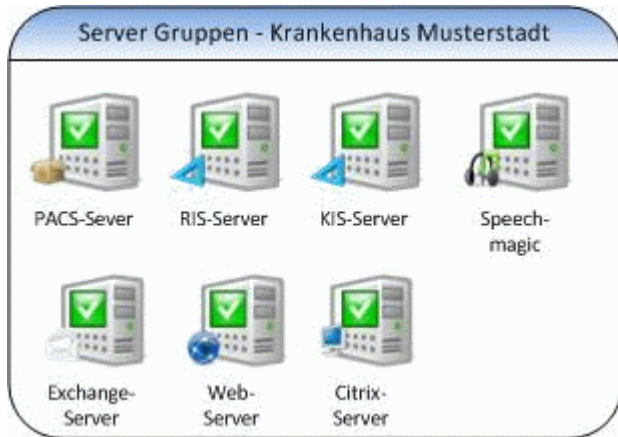 Server Gruppen - Krankenhaus Musterstadt
PACS-Sever
RIS-Server
KIS-Server
Speech-
magic
Exchange-
Server
Web-
Server
Citrix-
Server